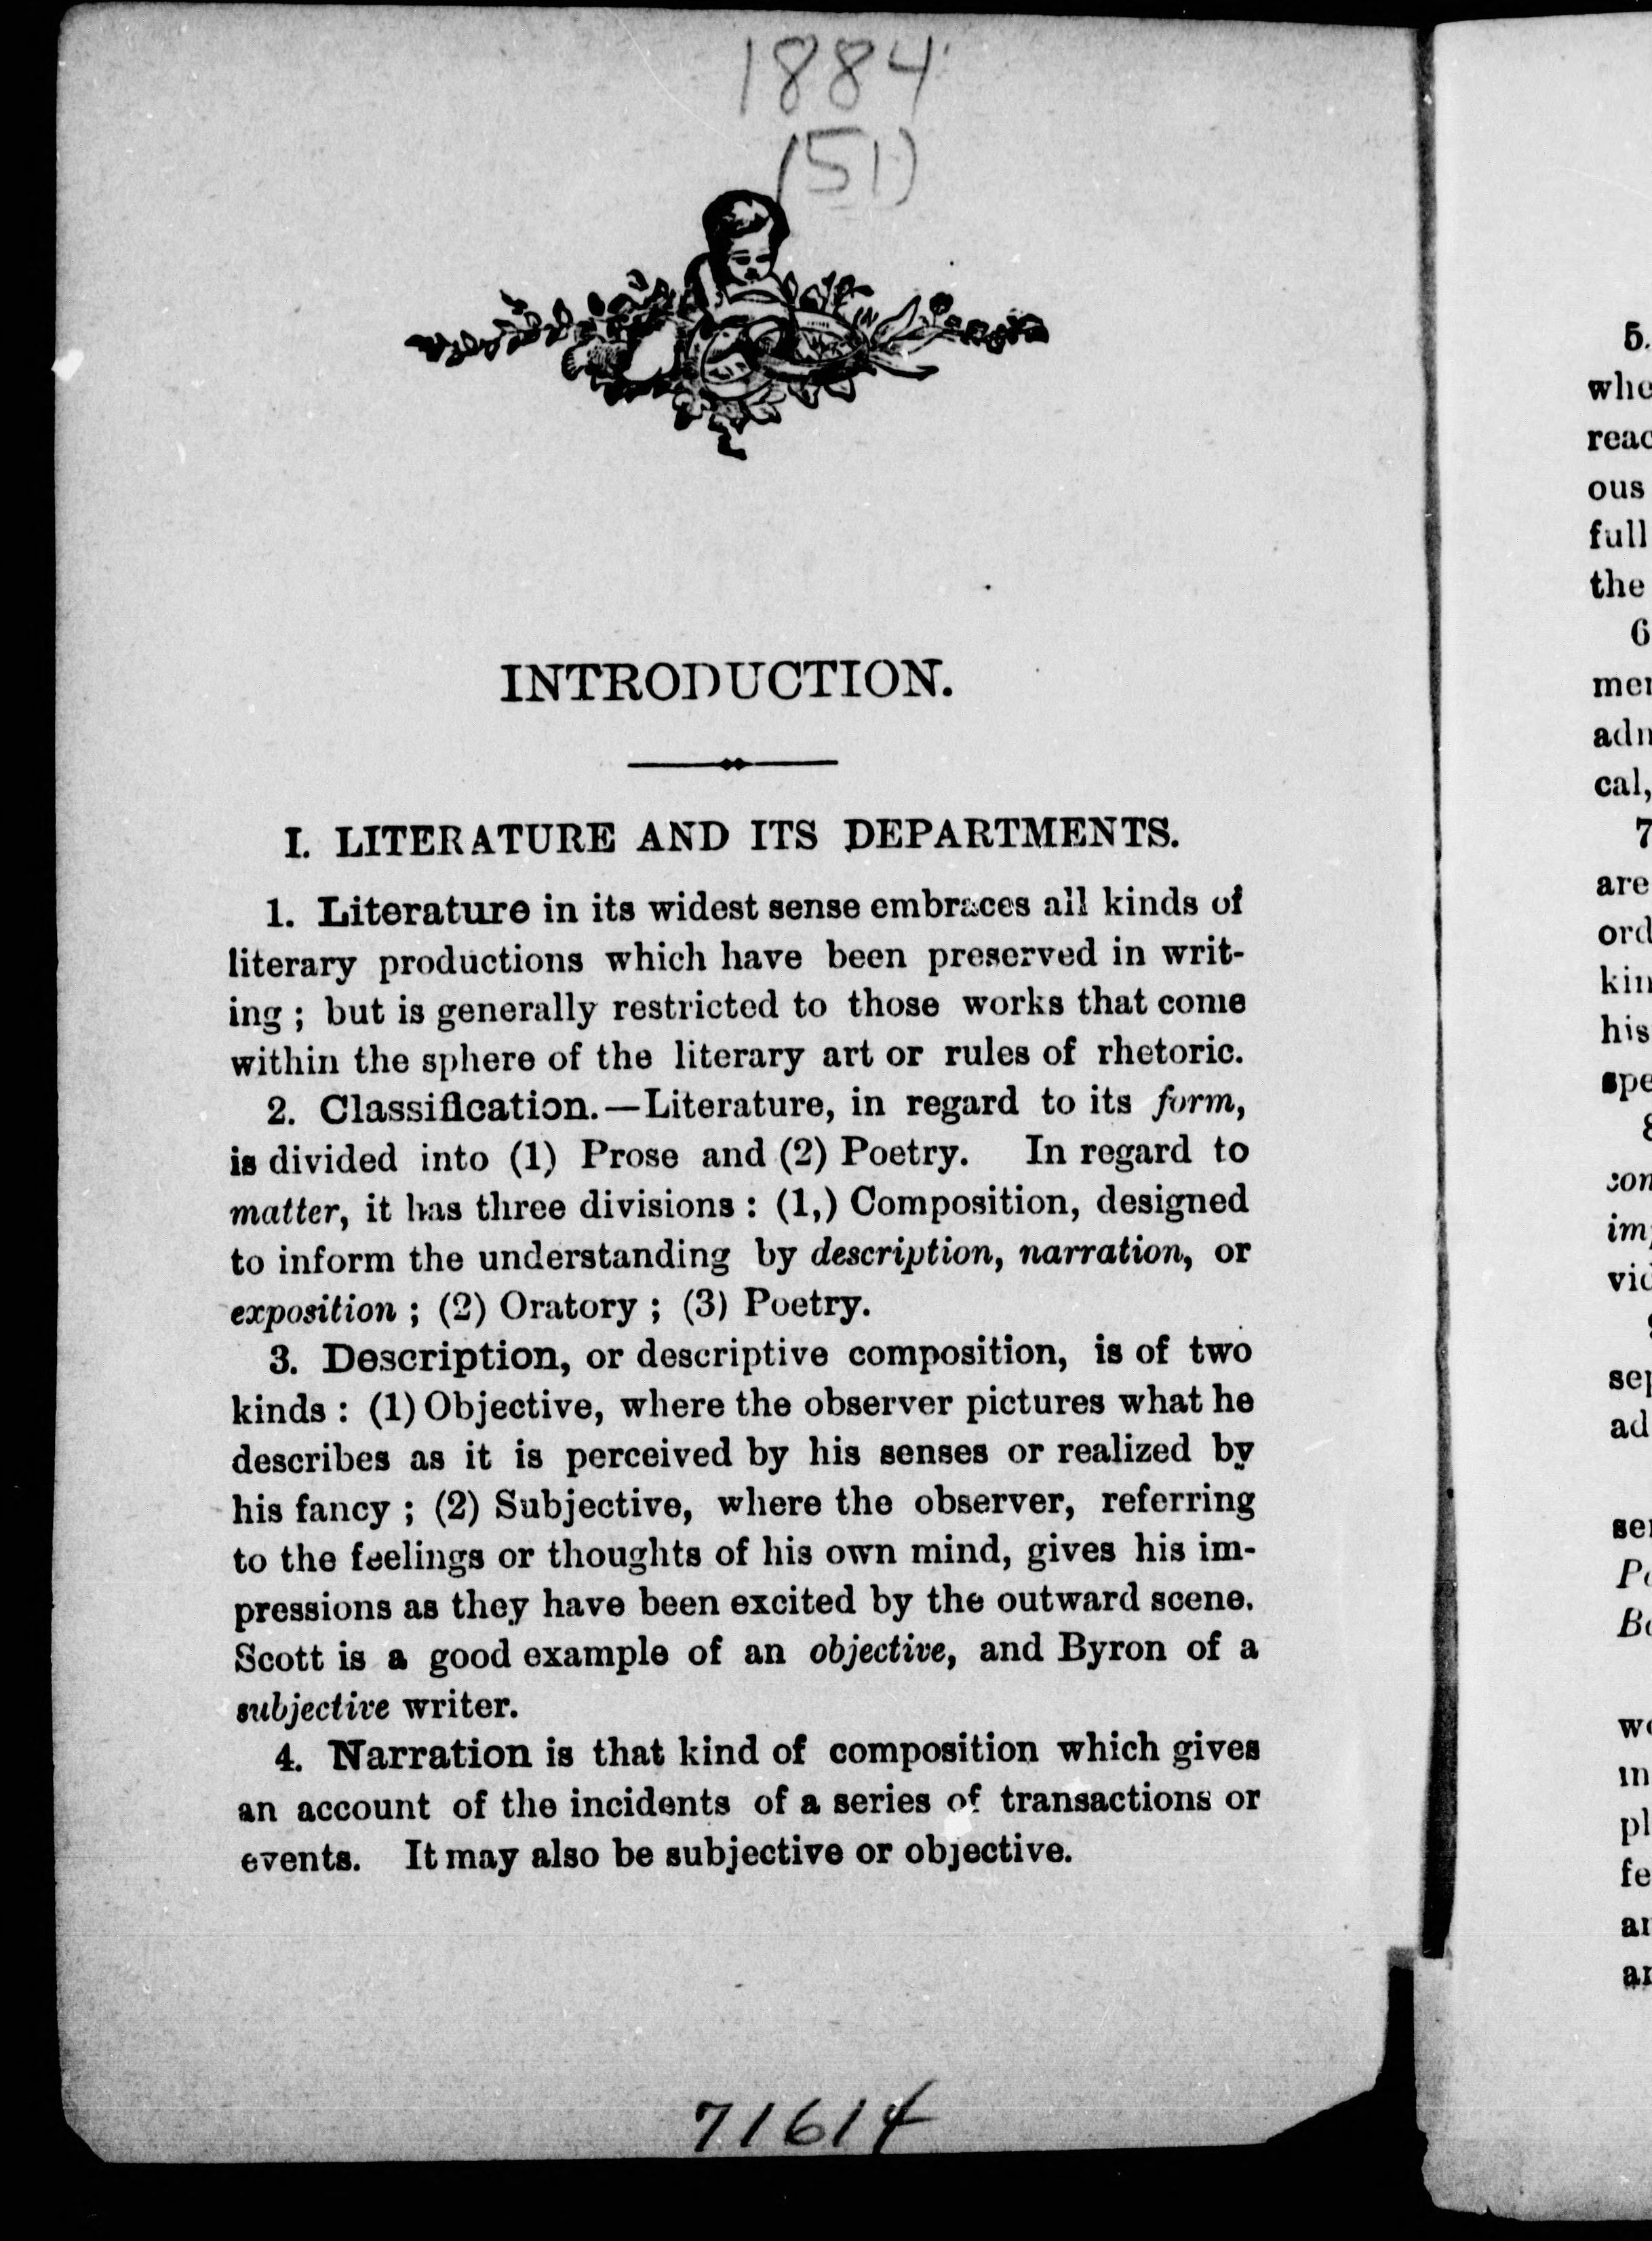 1884
(51)
INTRODUCTION.
I. LITERATURE AND ITS DEPARTMENTS.
1. Literature in its widest sense embraces all kinds of
literary productions which have been preserved in writ-
ing ; but is generally restricted to those works that come
within the sphere of the literary art or rules of rhetoric.
2. Classification.—Literature, in regard to its form,
is divided into (1) Prose and (2) Poetry. In regard to
matter, it has three divisions : (1,) Composition, designed
to inform the understanding by description, narration, or
exposition ; (2) Oratory ; (3) Poetry.
3. Description, or descriptive composition, is of two
kinds : (1) Objective, where the observer pictures what he
describes as it is perceived by his senses or realized by
his fancy ; (2) Subjective, where the observer, referring
to the feelings or thoughts of his own mind, gives his im-
pressions as they have been excited by the outward scene.
Scott is a good example of an objective, and Byron of a
subjective writer.
4. Narration is that kind of composition which gives
an account of the incidents of a series of transactions or
events. It may also be subjective or objective.
71614
5.
ous
full
the
6
cal,
7
are
his